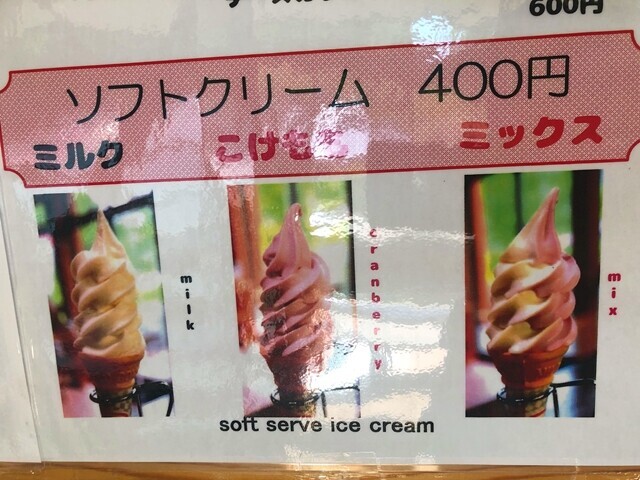 600円
ソフトクリーム 400円
ミルク こけもも ミックス
milk
cranberry
mix
soft serve ice cream